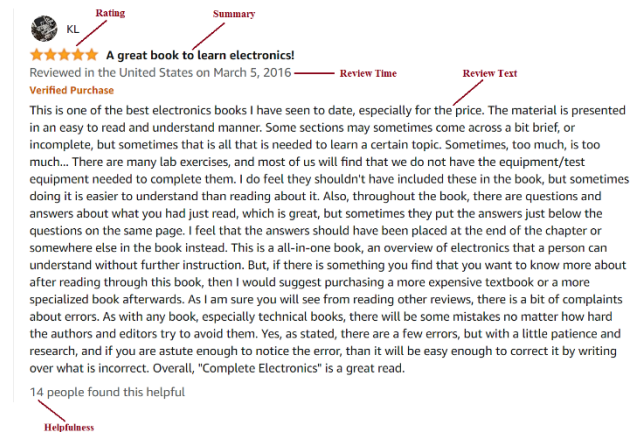 Rating
Summary
KL
A great book to learn electronics!
Reviewed in the United States on March 5, 2016
Review Time
Review Text
Verified Purchase
This is one of the best electronics books I have seen to date, especially for the price. The material is presented
in an easy to read and understand manner. Some sections may sometimes come across a bit brief, or
incomplete, but sometimes that is all that is needed to learn a certain topic. Sometimes, too much, is too
much... There are many lab exercises, and most of us will find that we do not have the equipment/test
equipment needed to complete them. I do feel they shouldn't have included these in the book, but sometimes
doing it is easier to understand than reading about it. Also, throughout the book, there are questions and
answers about what you had just read, which is great, but sometimes they put the answers just below the
questions on the same page. I feel that the answers should have been placed at the end of the chapter or
somewhere else in the book instead. This is a all-in-one book, an overview of electronics that a person can
understand without further instruction. But, if there is something you find that you want to know more about
after reading through this book, then I would suggest purchasing a more expensive textbook or a more
specialized book afterwards. As I am sure you will see from reading other reviews, there is a bit of complaints
about errors. As with any book, especially technical books, there will be some mistakes no matter how hard
the authors and editors try to avoid them. Yes, as stated, there are a few errors, but with a little patience and
research, and if you are astute enough to notice the error, than it will be easy enough to correct it by writing
over what is incorrect. Overall, "Complete Electronics" is a great read.
14 people found this helpful
Helpfulness